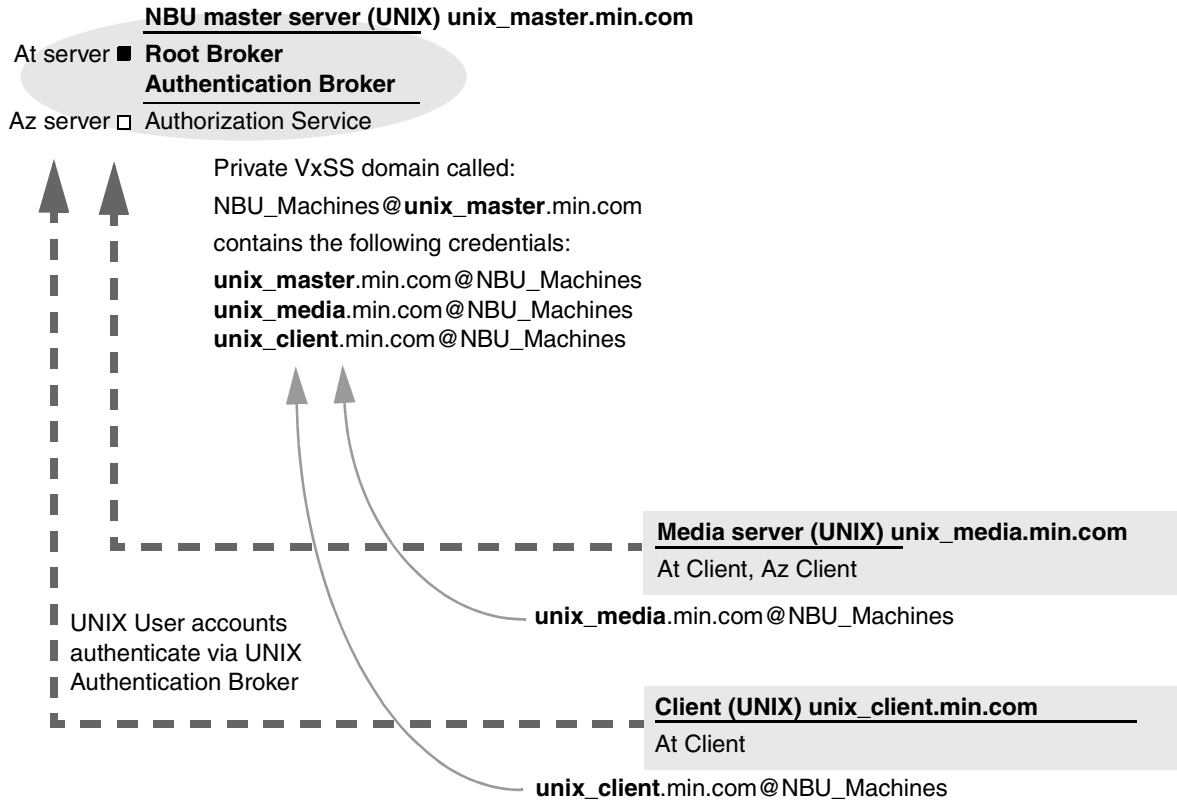 NBU master server (UNIX) unix_master.min.com
At server Root Broker
Authentication Broker
Az server Authorization Service
Private VxSS domain called:
NBU_Machines@unix_master.min.com
contains the following credentials:
unix_master.min.com@NBU_Machines
unix_media.min.com@NBU_Machines
unix_client.min.com@NBU_Machines
Media server (UNIX) unix_media.min.com
At Client, Az Client
unix_media.min.com@NBU_Machines
UNIX User accounts
authenticate via UNIX
Authentication Broker
Client (UNIX) unix_client.min.com
At Client
unix_client.min.com@NBU_Machines